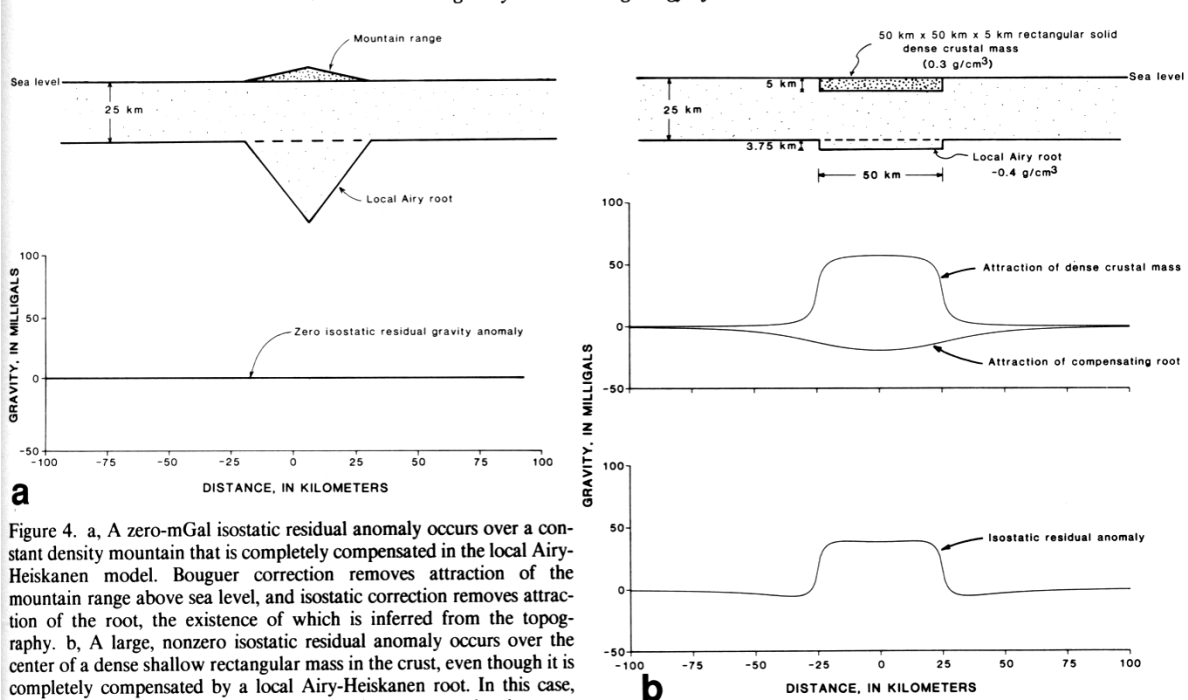 Mountain range
Sea level
25 km
Local Airy root
100
50
0
-50
GRAVITY, IN MILLIGALS
Zero isostatic residual gravity anomaly
-100 -75 -50 -25 0 25 50 75 100
DISTANCE, IN KILOMETERS
a
Figure 4. a, A zero-mGal isostatic residual anomaly occurs over a con-
stant density mountain that is completely compensated in the local Airy-
Heiskanen model. Bouguer correction removes attraction of the
mountain range above sea level, and isostatic correction removes attrac-
tion of the root, the existence of which is inferred from the topog-
raphy. b, A large, nonzero isostatic residual anomaly occurs over the
center of a dense shallow rectangular mass in the crust, even though it is
completely compensated by a local Airy-Heiskanen root. In this case,
50 km x 50 km x 5 km rectangular solid
dense crustal mass
(0.3 g/cm³)
Sea level
5 km
25 km
3.75 km
Local Airy root
-0.4 g/cm³
50 km
100
50
0
-50
Attraction of dense crustal mass
Attraction of compensating root
GRAVITY, IN MILLIGALS
100
50
0
-50
Isostatic residual anomaly
-100 -75 -50 -25 0 25 50 75 100
DISTANCE, IN KILOMETERS
b